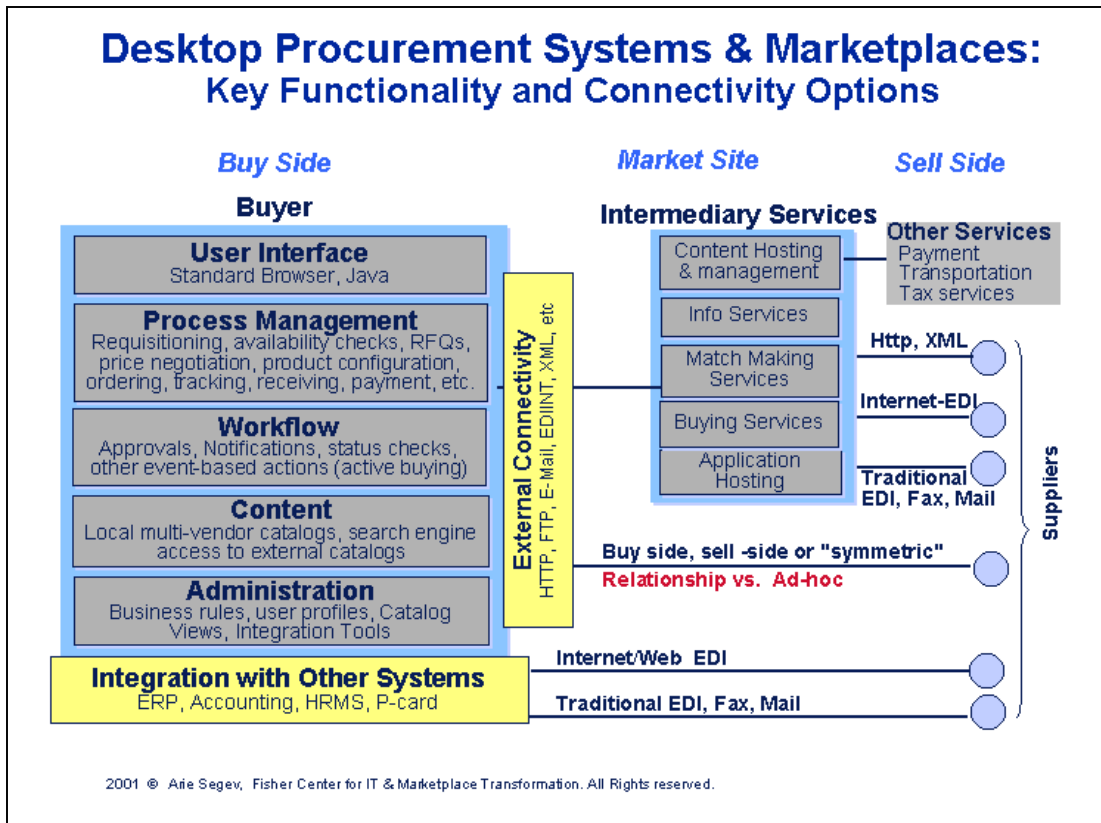 Desktop Procurement Systems & Marketplaces:
Key Functionality and Connectivity Options
Buy Side
Market Site
Sell Side
Buyer
User Interface
Standard Browser, Java
Process Management
Requisitioning, availability checks, RFQs,
price negotiation, product configuration,
ordering, tracking, receiving, payment, etc.
Workflow
Approvals, Notifications, status checks,
other event-based actions (active buying)
Content
Local multi-vendor catalogs, search engine
access to external catalogs
Administration
Business rules, user profiles, Catalog
Views, Integration Tools
Integration with Other Systems
ERP, Accounting, HRMS, P-card
External Connectivity
HTTP, FTP, E-Mail, EDIINT, XML, etc
Intermediary Services
Content Hosting
& management
Info Services
Match Making
Services
Buying Services
Application
Hosting
Other Services
Payment
Transportation
Tax services
Http, XML
Internet-EDI
Traditional
EDI, Fax, Mail
Buy side, sell -side or "symmetric"
Relationship vs. Ad-hoc
Internet/Web EDI
Traditional EDI, Fax, Mail
Suppliers
2001 © Arie Segev, Fisher Center for IT & Marketplace Transformation. All Rights reserved.